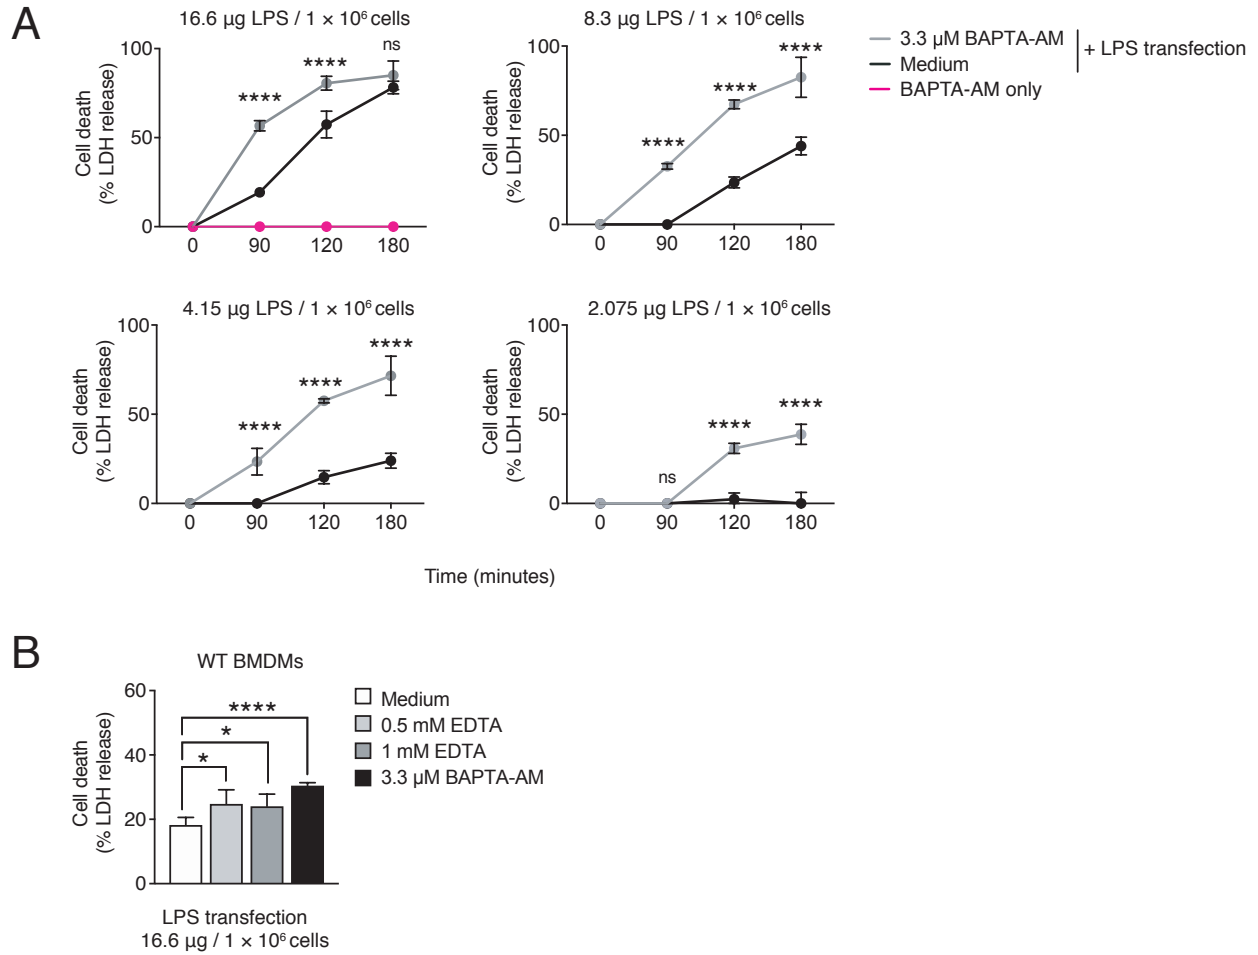 A
16.6 µg LPS / 1 × 10⁶ cells
Cell death
(% LDH release)
100
50
0
ns
****
****
0 90 120 180
8.3 µg LPS / 1 × 10⁶ cells
Cell death
(% LDH release)
100
50
0
****
****
****
0 90 120 180
3.3 µM BAPTA-AM
Medium
+ LPS transfection
BAPTA-AM only
4.15 µg LPS / 1 × 10⁶ cells
Cell death
(% LDH release)
100
50
0
****
****
****
0 90 120 180
2.075 µg LPS / 1 × 10⁶ cells
Cell death
(% LDH release)
100
50
0
****
****
ns
0 90 120 180
Time (minutes)
B
WT BMDMs
Cell death
(% LDH release)
60
40
20
0
****
*
*
Medium
0.5 mM EDTA
1 mM EDTA
3.3 µM BAPTA-AM
LPS transfection
16.6 µg / 1 × 10⁶ cells